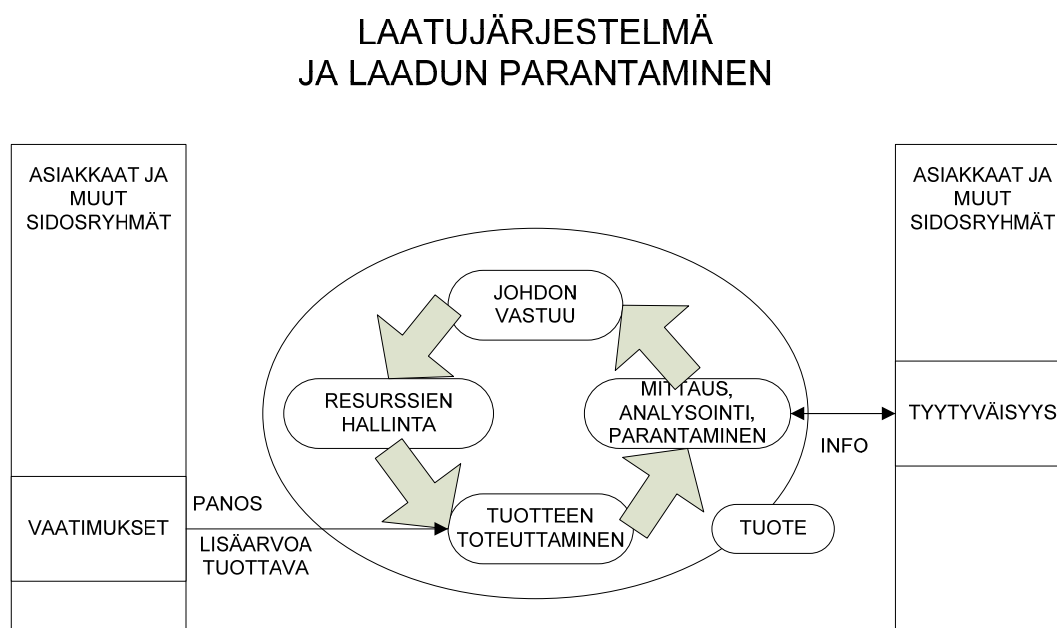 LAATUJÄRJESTELMÄ
JA LAADUN PARANTAMINEN
ASIAKKAAT JA
MUUT
SIDOSRYHMÄT
ASIAKKAAT JA
MUUT
SIDOSRYHMÄT
JOHDON
VASTUU
RESURSSIEN
HALLINTA
MITTAUS,
ANALYSOINTI,
PARANTAMINEN
TYYTYVÄISYYS
INFO
VAATIMUKSET
PANOS
LISÄARVOA
TUOTTAVA
TUOTTEEN
TOTEUTTAMINEN
TUOTE